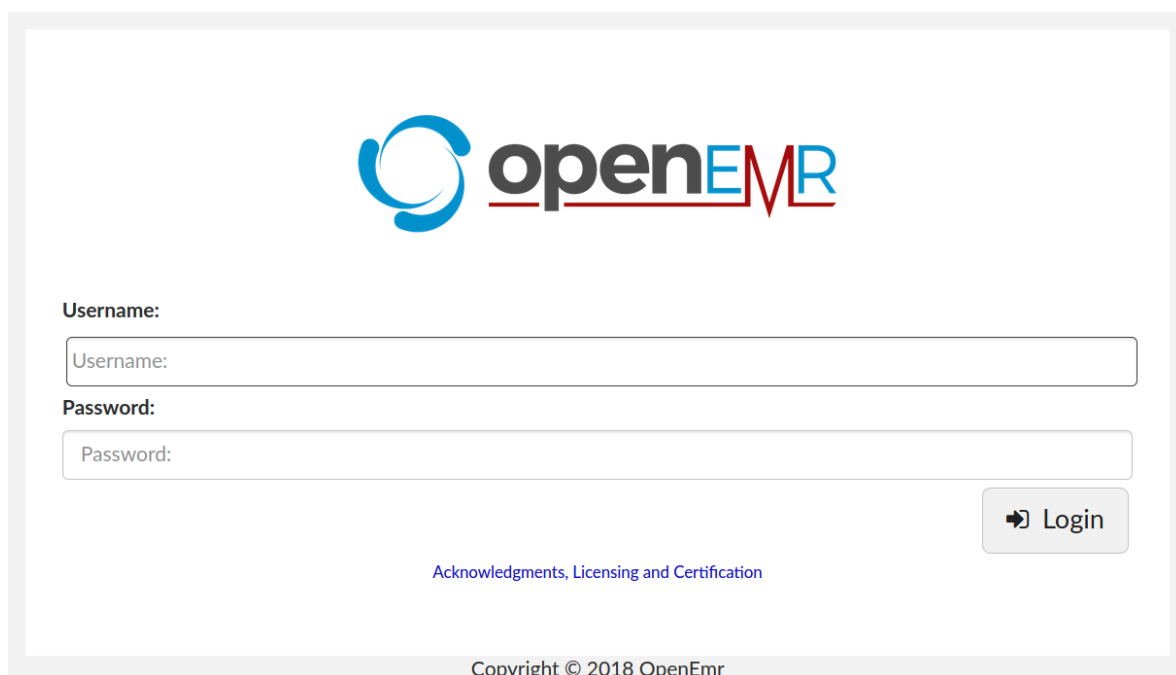 openEMR
Username:
Username:
Password:
Password:
Login
Acknowledgments, Licensing and Certification
Copyright © 2018 OpenEmr